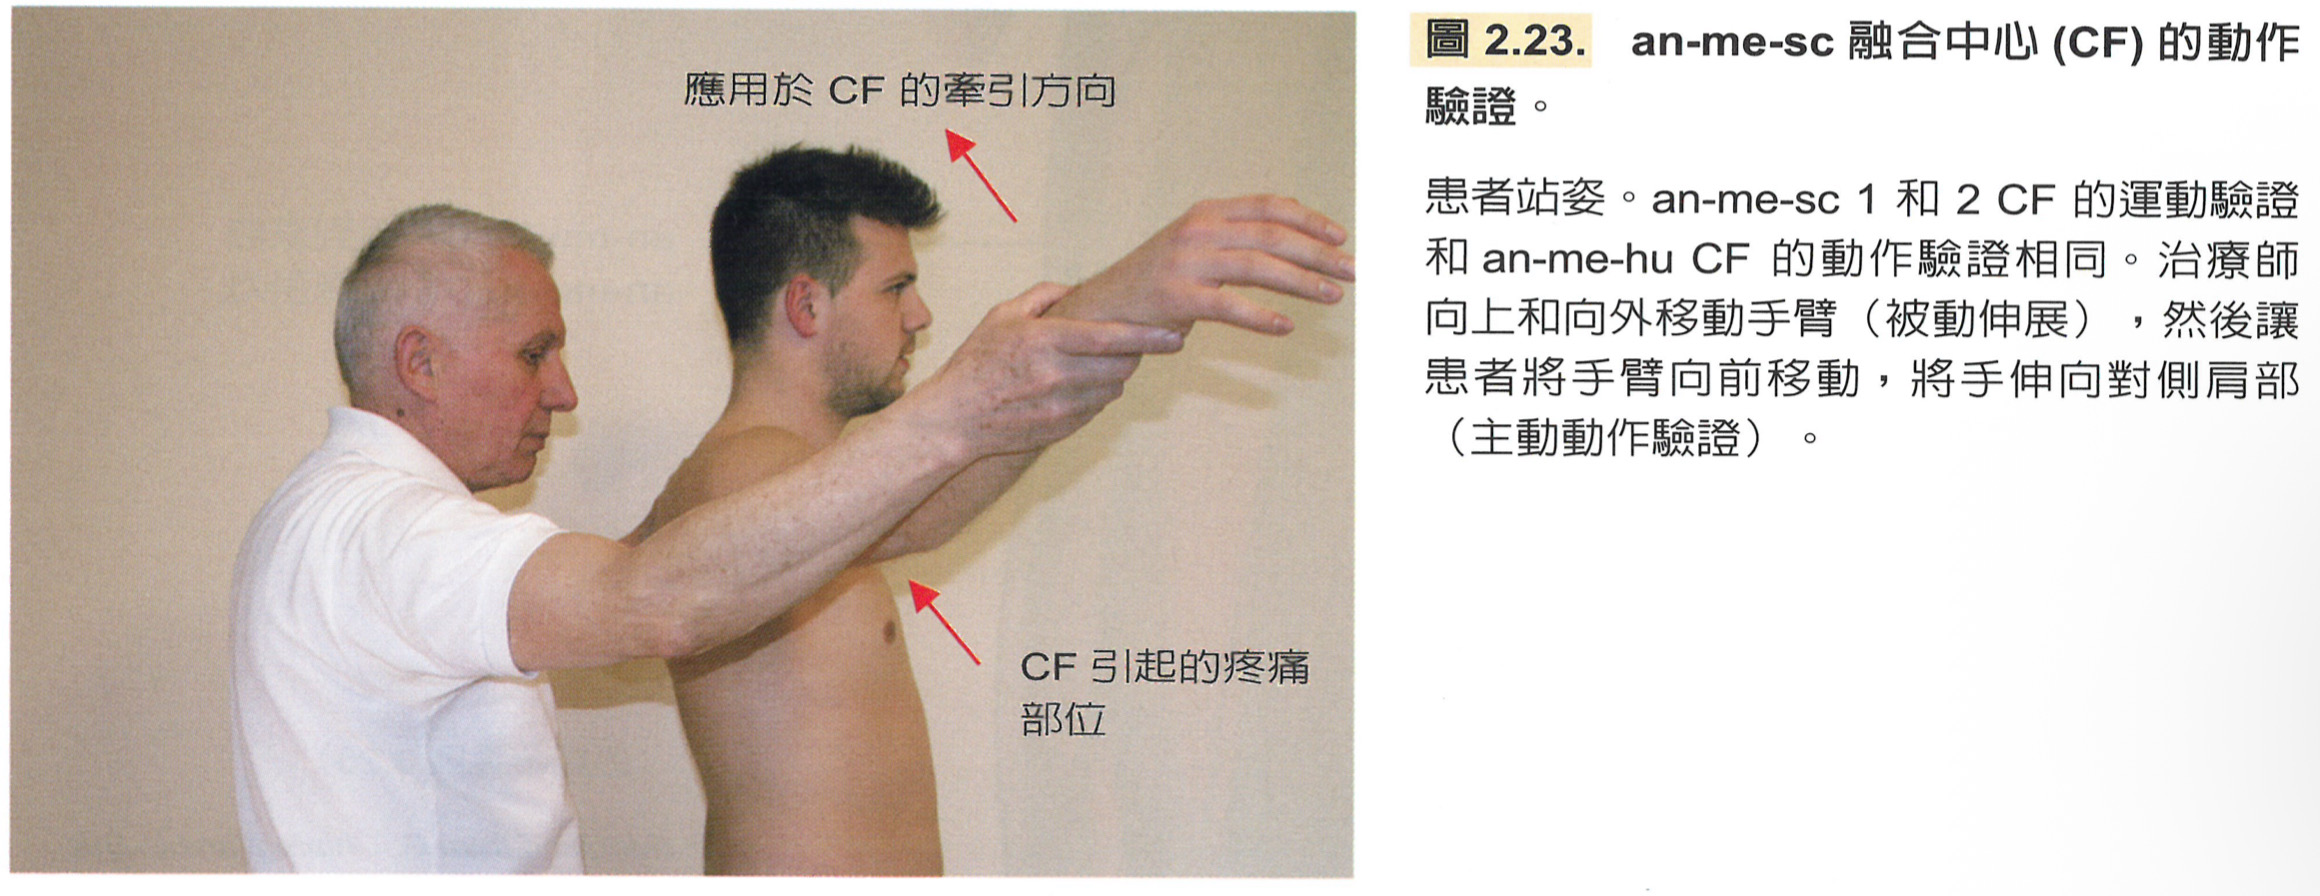 應用於 CF 的牽引方向
CF 引起的疼痛
部位
圖 2.23. an-me-sc 融合中心 (CF) 的動作
驗證。
患者站姿。an-me-sc 1 和 2 CF 的運動驗證
和 an-me-hu CF 的動作驗證相同。治療師
向上和向外移動手臂（被動伸展），然後讓
患者將手臂向前移動，將手伸向對側肩部
（主動動作驗證）。